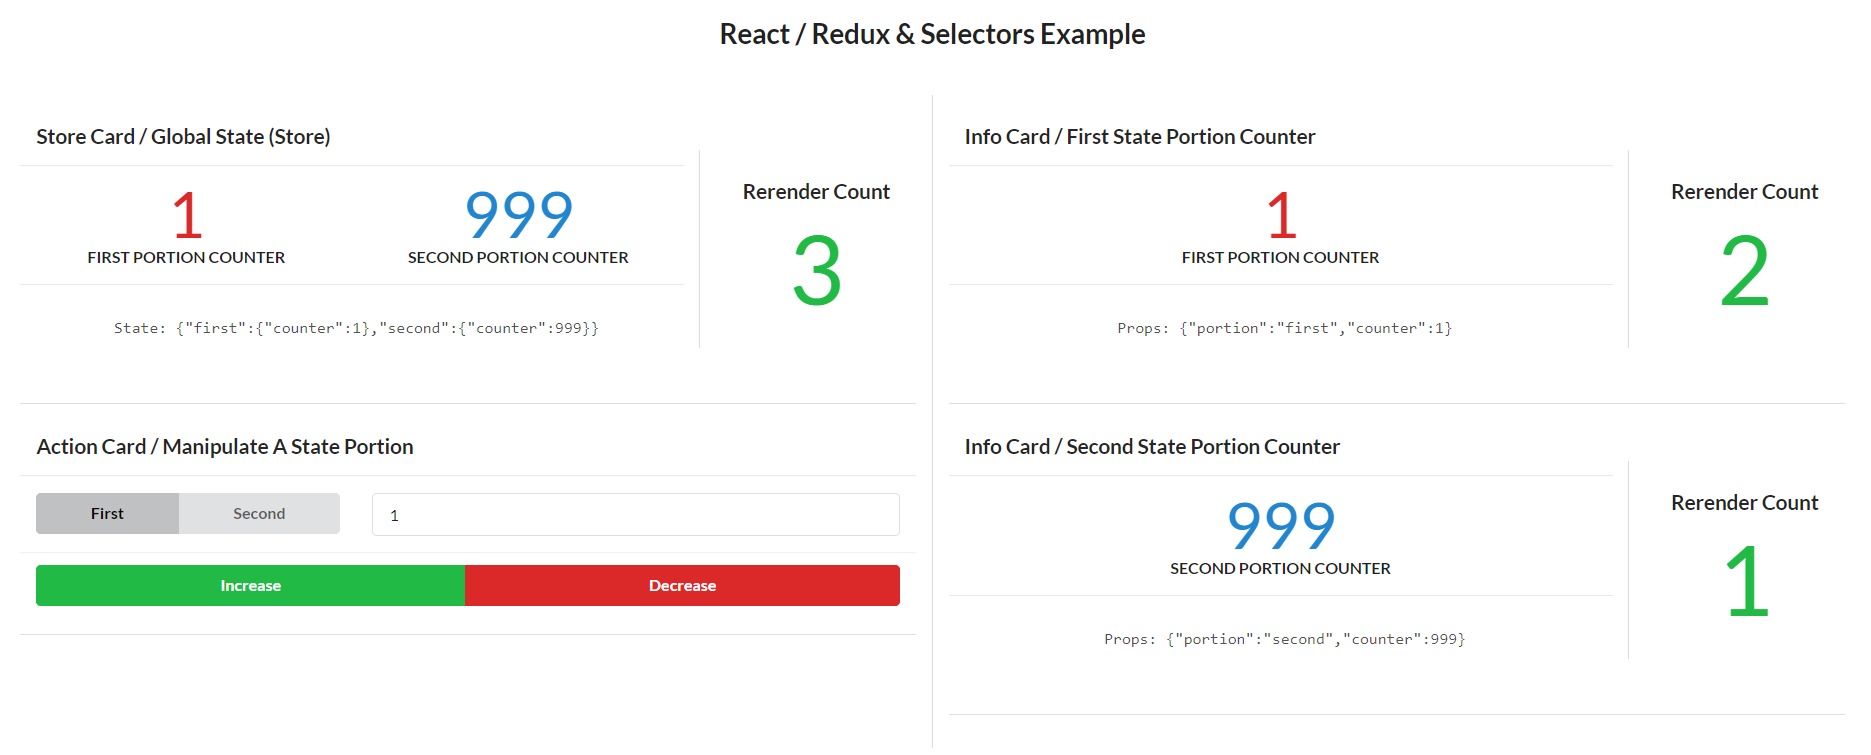 React / Redux & Selectors Example
Store Card / Global State (Store)
1
FIRST PORTION COUNTER
999
SECOND PORTION COUNTER
State: {"first":{"counter":1},"second":{"counter":999}}
Rerender Count
3
Action Card / Manipulate A State Portion
First
Second
1
Increase
Decrease
Info Card / First State Portion Counter
1
FIRST PORTION COUNTER
Props: {"portion":"first","counter":1}
Rerender Count
2
Info Card / Second State Portion Counter
999
SECOND PORTION COUNTER
Props: {"portion":"second","counter":999}
Rerender Count
1